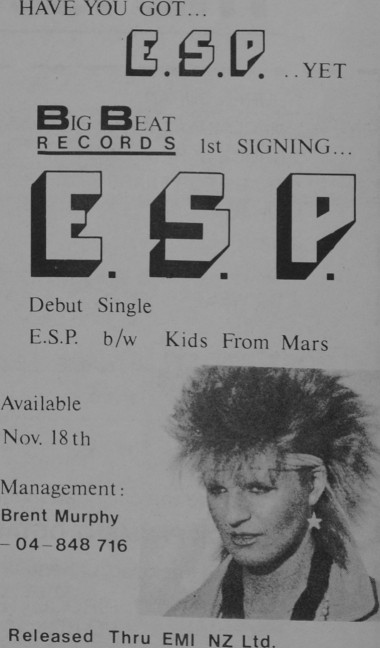 HAVE YOU GOT...
E.S.P. ..YET
BIG BEAT
RECORDS 1st SIGNING...
E.S.P.
Debut Single
E.S.P. b/w Kids From Mars
Available
Nov. 18th
Management:
Brent Murphy
– 04–848 716
Released Thru EMI NZ Ltd.